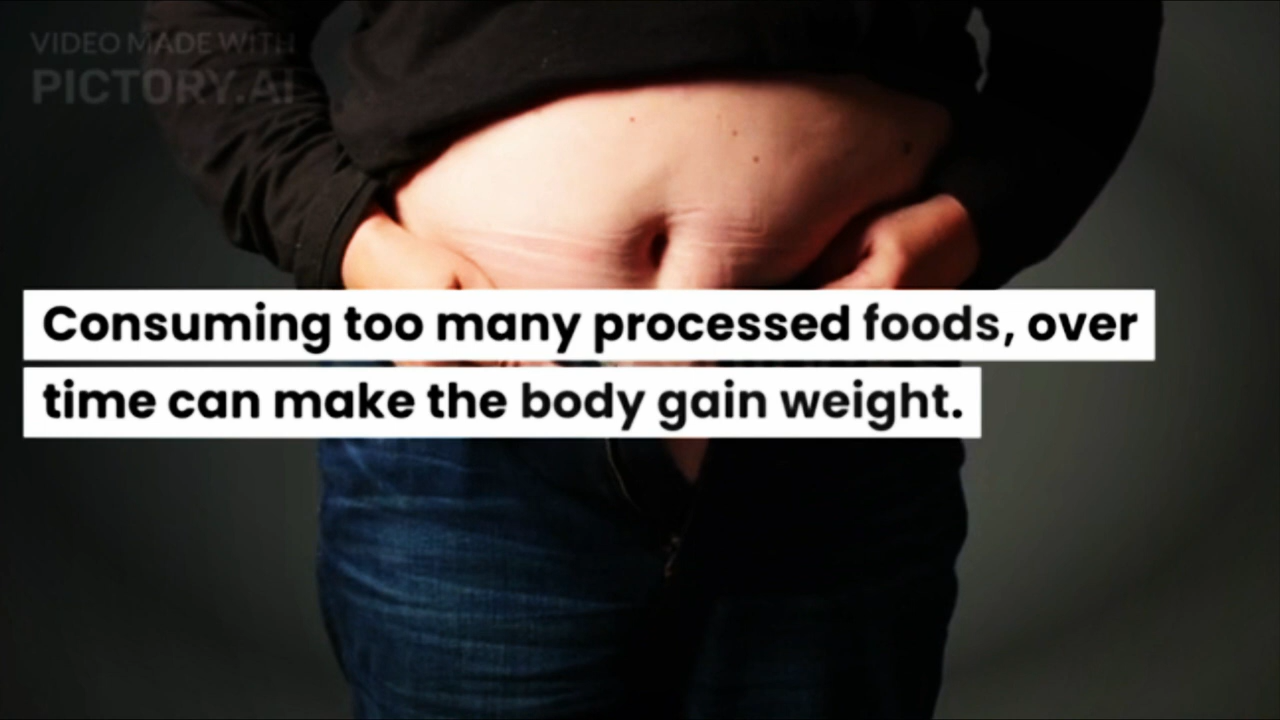 VIDEO MADE WITH
PICTORY.AI
Consuming too many processed foods, over
time can make the body gain weight.